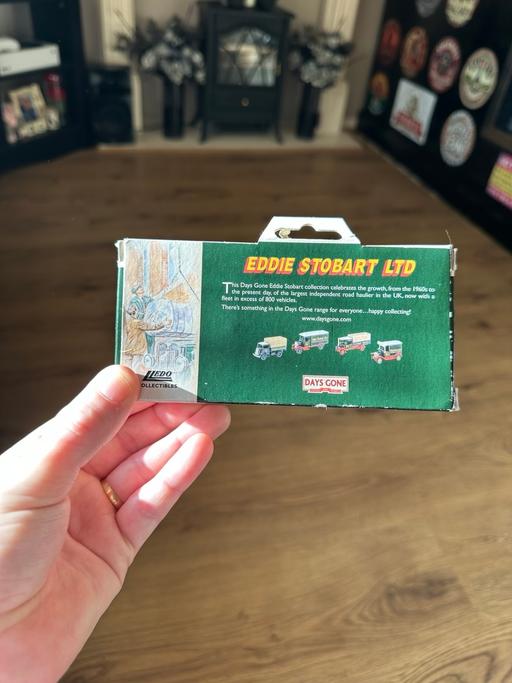 EDDIE STOBART LTD
This Days Gone Eddie Stobart collection celebrates the growth, from the 1960s to
the present day, of the largest independent road haulier in the UK, now with a
fleet in excess of 800 vehicles.
There's something in the Days Gone range for everyone...happy collecting!
www.daysgone.com
LLEDO
COLLECTIBLES
DAYS GONE